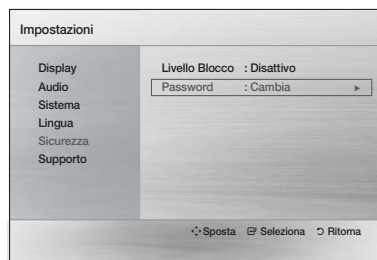 Impostazioni
Display
Audio
Sistema
Lingua
Sicurezza
Supporto
Livello Blocco : Disattivo
Password : Cambia ►
Sposta Seleziona Ritorna